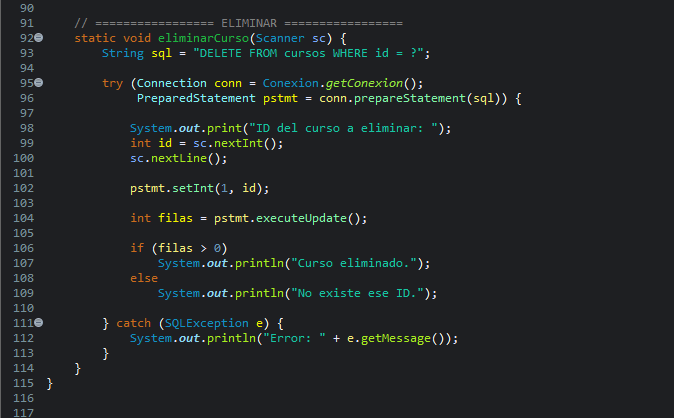 90
91 // ================= ELIMINAR =================
92 static void eliminarCurso(Scanner sc) {
93 String sql = "DELETE FROM cursos WHERE id = ?";
94
95 try (Connection conn = Conexion.getConexion();
96 PreparedStatement pstmt = conn.prepareStatement(sql)) {
97
98 System.out.print("ID del curso a eliminar: ");
99 int id = sc.nextInt();
100 sc.nextLine();
101
102 pstmt.setInt(1, id);
103
104 int filas = pstmt.executeUpdate();
105
106 if (filas > 0)
107 System.out.println("Curso eliminado.");
108 else
109 System.out.println("No existe ese ID.");
110
111 } catch (SQLException e) {
112 System.out.println("Error: " + e.getMessage());
113 }
114 }
115 }
116
117